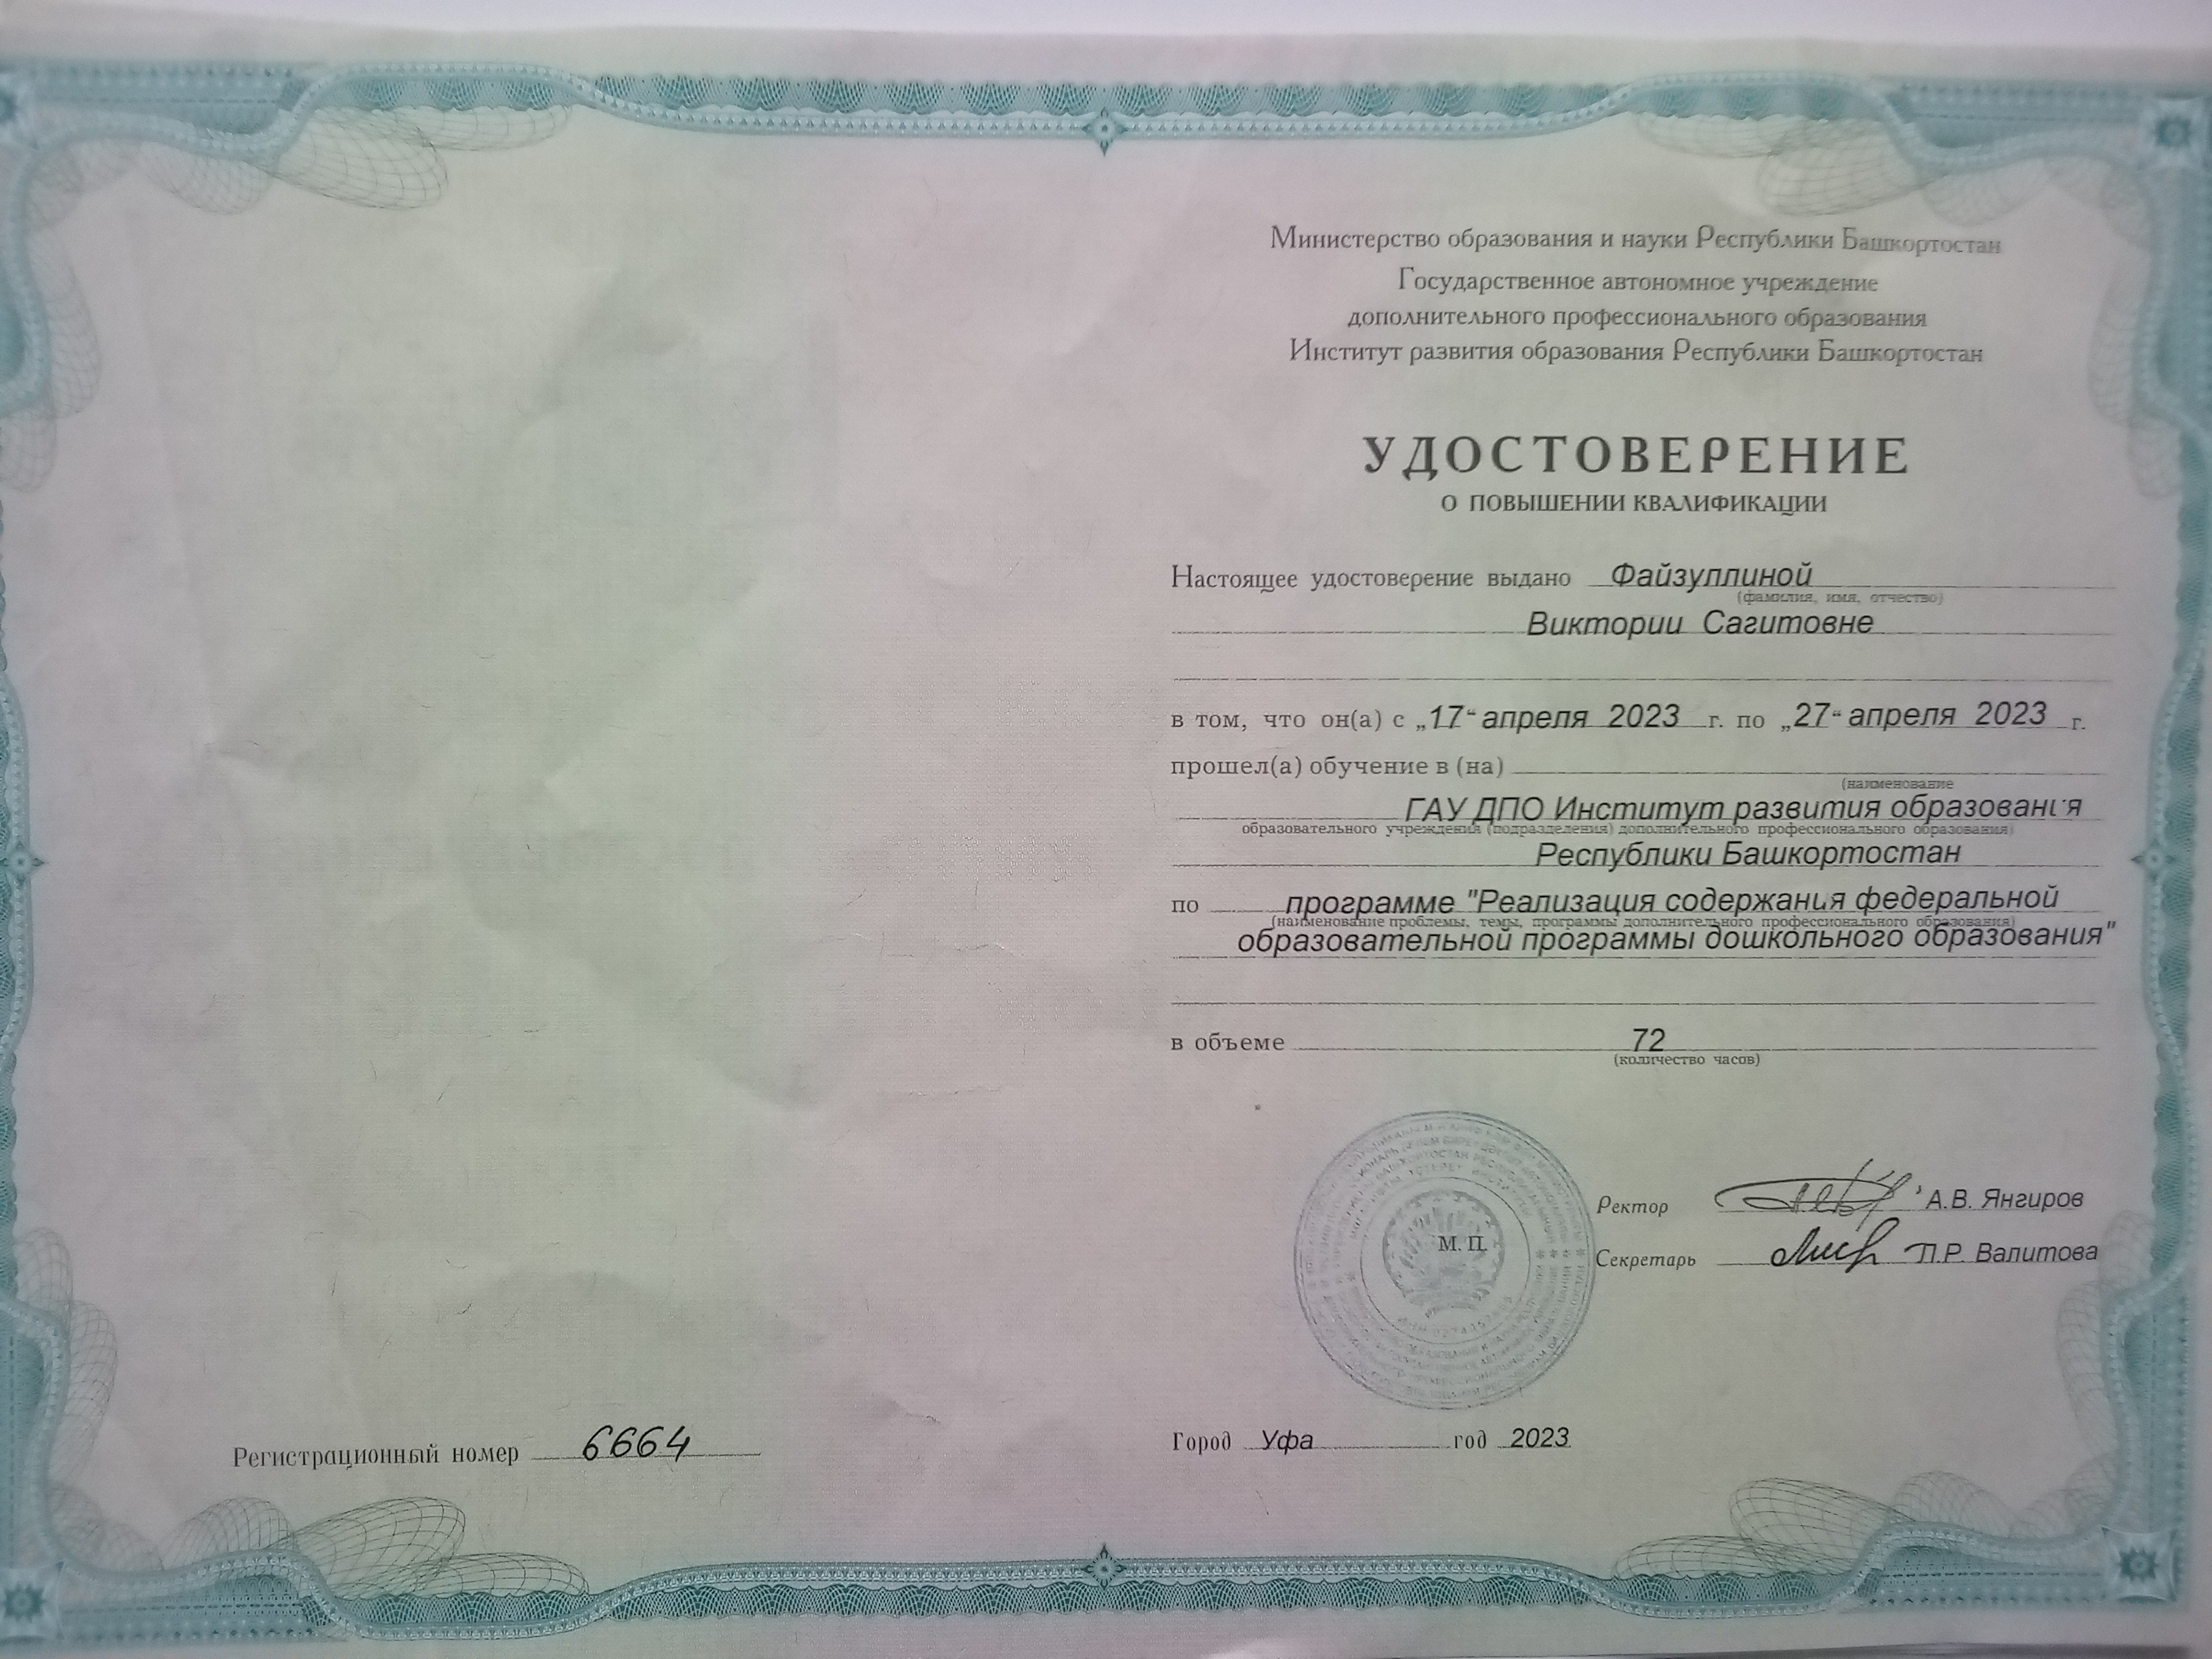 Министерство образования и науки Республики Башкортостан
Государственное автономное учреждение
дополнительного профессионального образования
Институт развития образования Республики Башкортостан
УДОСТОВЕРЕНИЕ
О ПОВЫШЕНИИ КВАЛИФИКАЦИИ
Настоящее удостоверение выдано Файзуллиной
(фамилия, имя, отчество)
Виктории Сагитовне
в том, что он(а) с „17“ апреля 2023 г. по „27“ апреля 2023 г.
прошел(а) обучение в (на)
(наименование
ГАУ ДПО Институт развития образования
образовательного учреждения (подразделения) дополнительного профессионального образования)
Республики Башкортостан
по программе "Реализация содержания федеральной
(наименование проблемы, темы, программы дополнительного профессионального образования)
образовательной программы дошкольного образования"
в объеме 72
(количество часов)
М. П.
Ректор А.В. Янгиров
Секретарь Л.Р. Валитова
Город Уфа год 2023
Регистрационный номер 6664